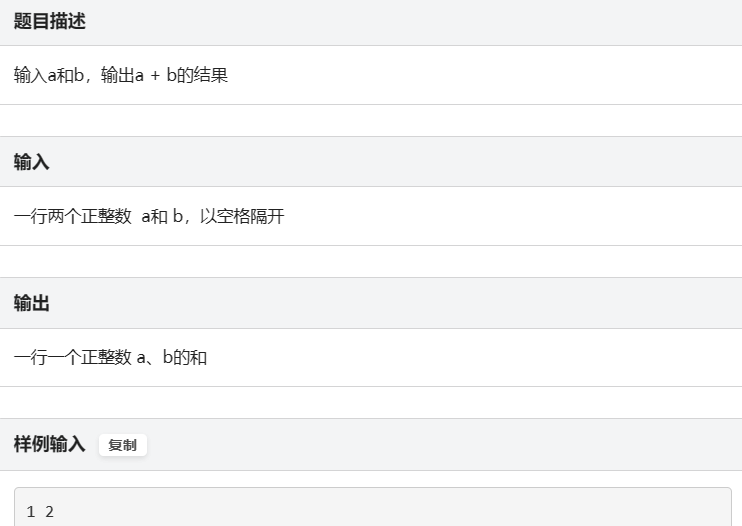 题目描述
输入a和b，输出a + b的结果
输入
一行两个正整数 a和 b，以空格隔开
输出
一行一个正整数 a、b的和
样例输入 复制
1 2